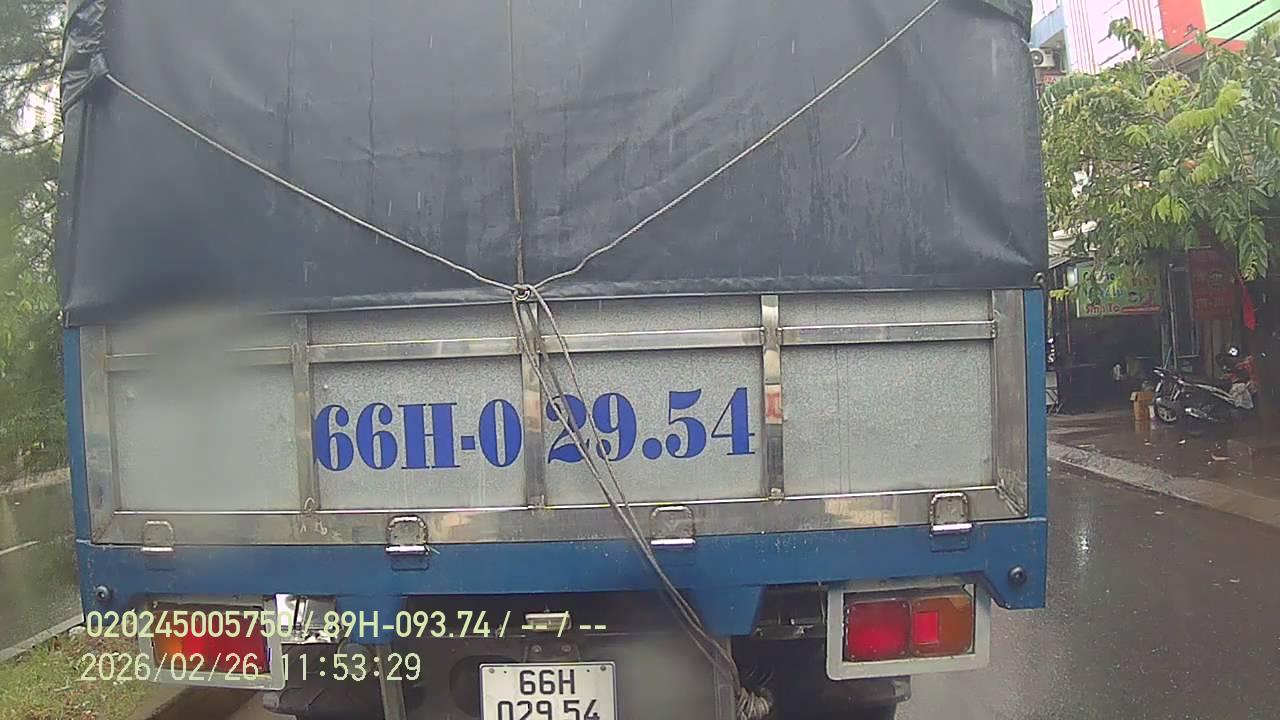 66H-029.54
020245005750 / 89H-093.74 / -- / --
2026/02/26 11:53:29
66H
029.54